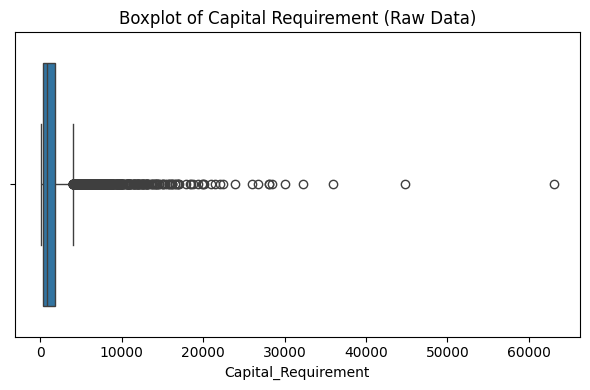 Boxplot of Capital Requirement (Raw Data)
0 10000 20000 30000 40000 50000 60000
Capital_Requirement